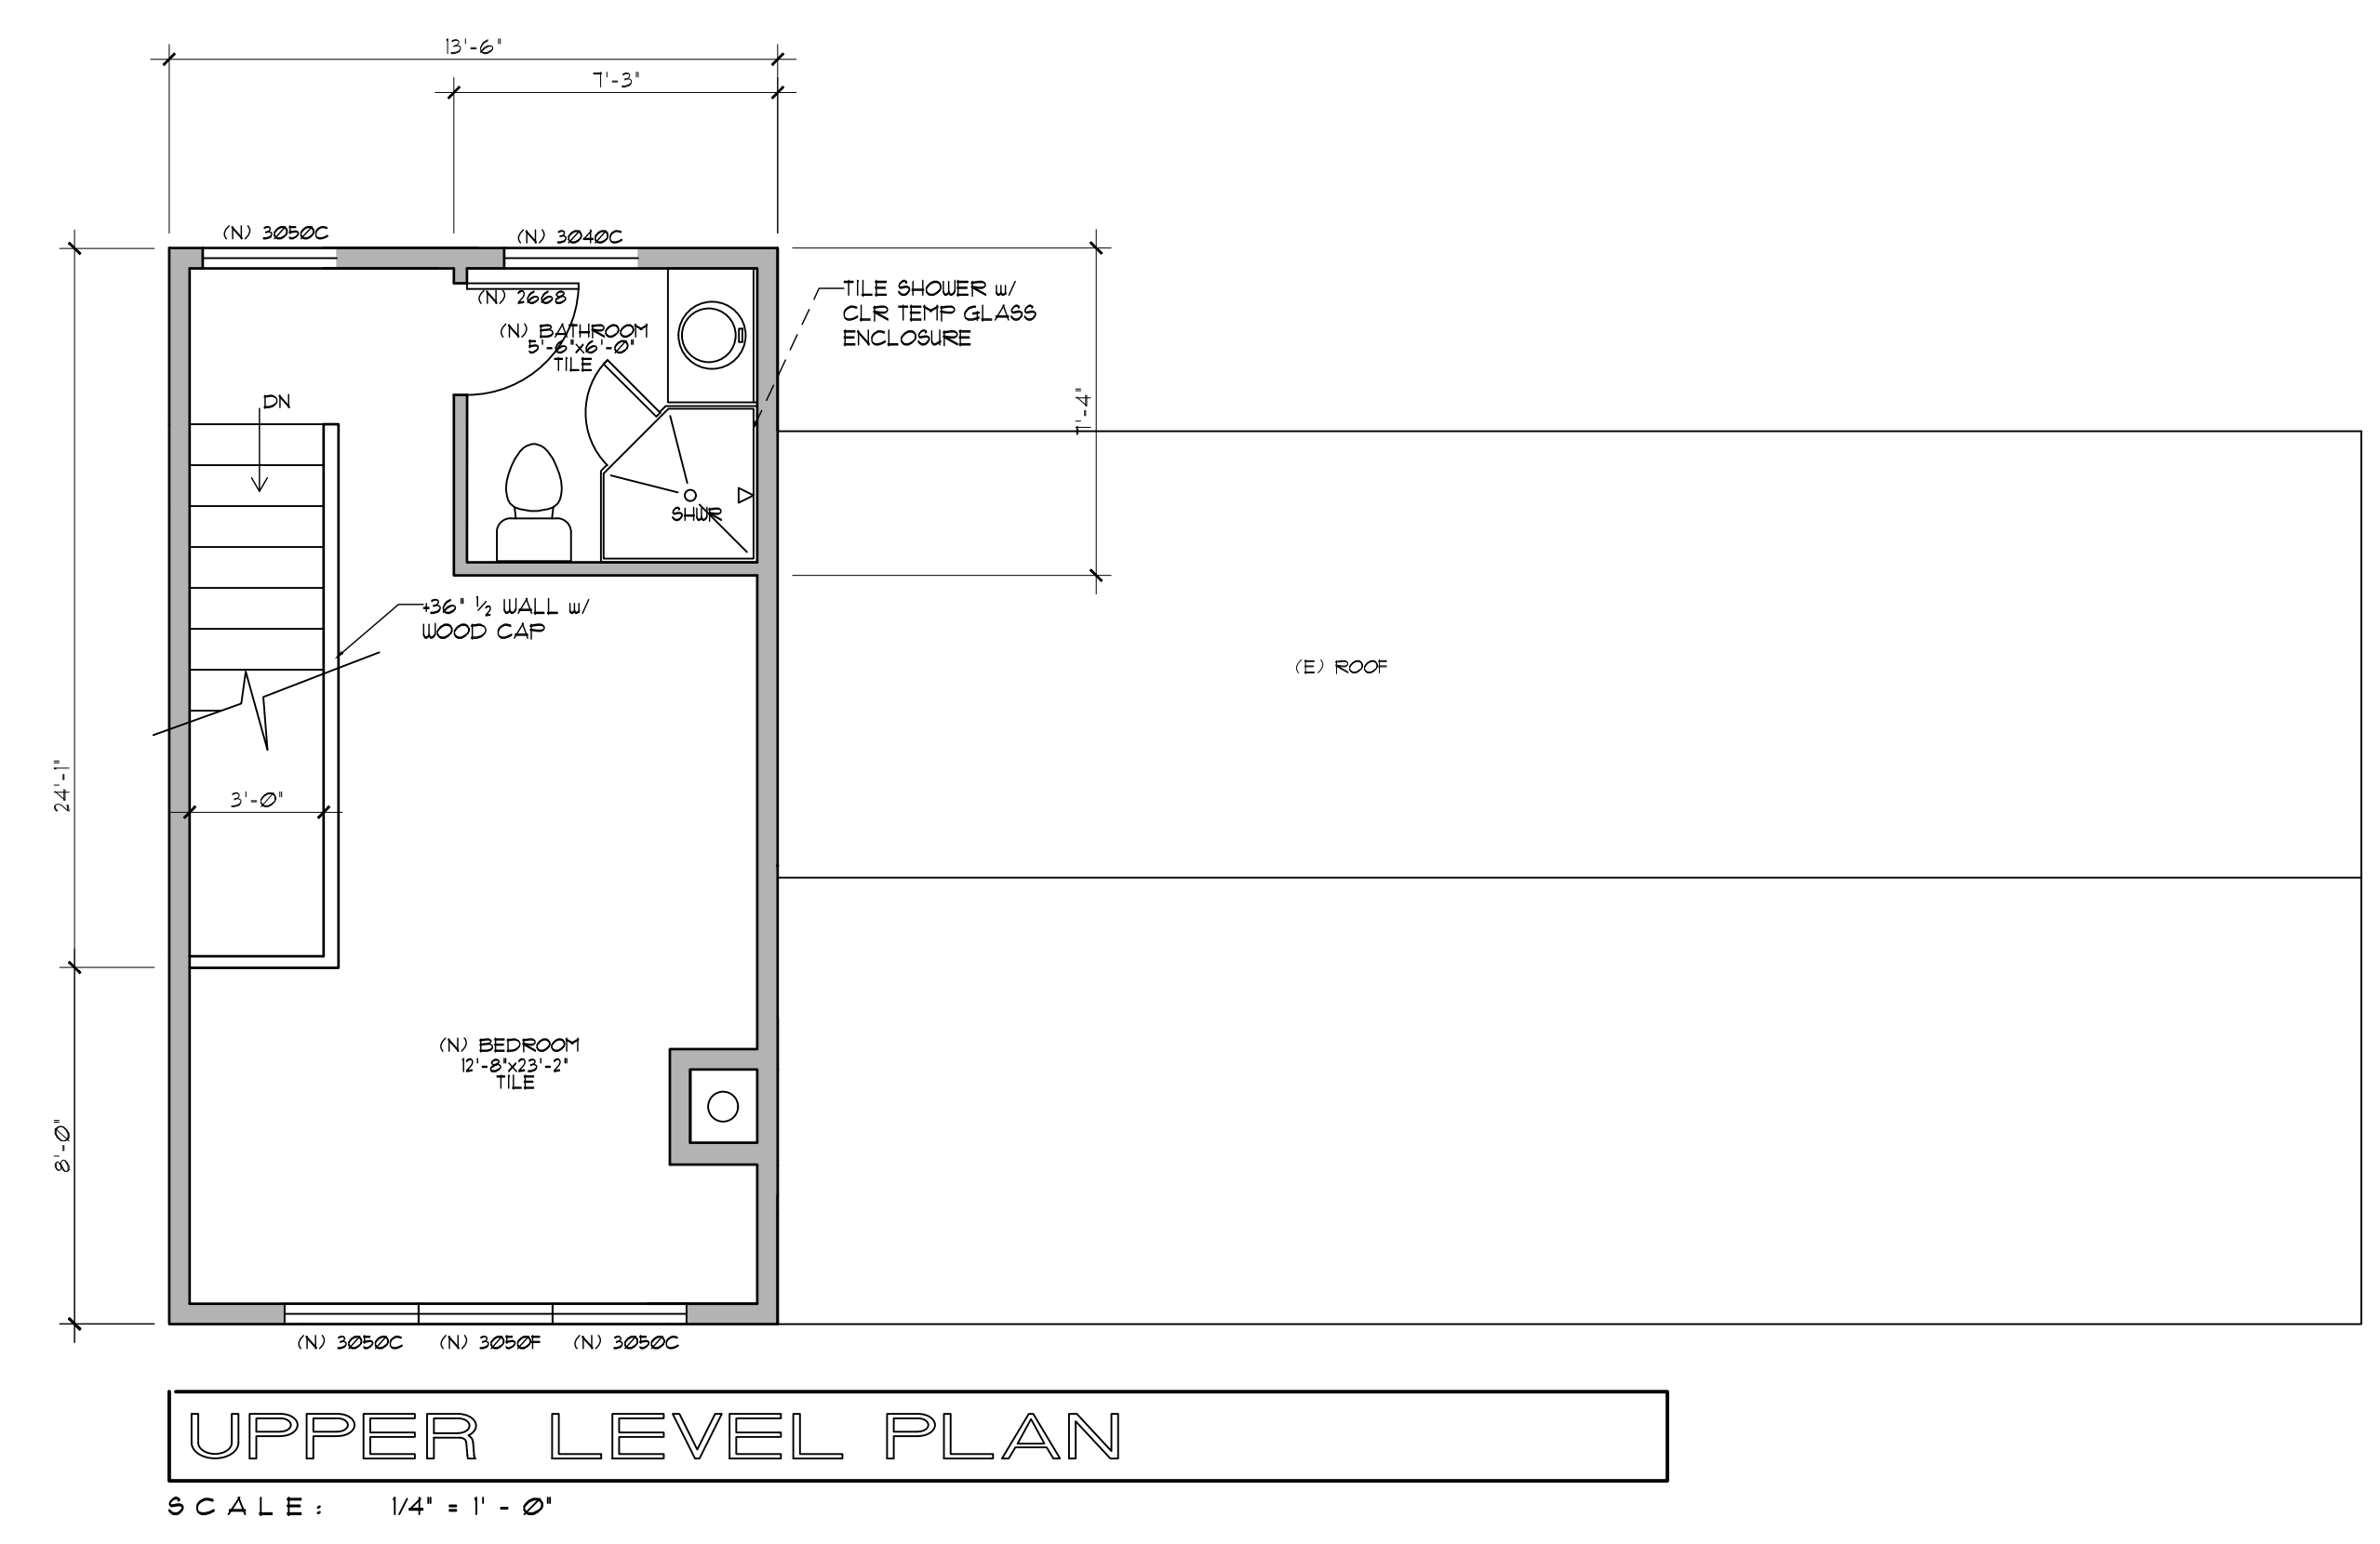 13'-6"
7'-3"
(N) 3050C
(N) 3040C
(N) 2668
(N) BATHROOM
5'-6"x6'-0"
TILE
TILE SHOWER w/
CLR TEMP GLASS
ENCLOSURE
7'-4"
DN
SHWR
+36" ½ WALL w/
WOOD CAP
(E) ROOF
24'-1"
3'-0"
(N) BEDROOM
12'-8"x23'-2"
TILE
8'-0"
(N) 3050C
(N) 3050F
(N) 3050C
UPPER LEVEL PLAN
SCALE: 1/4" = 1'-0"